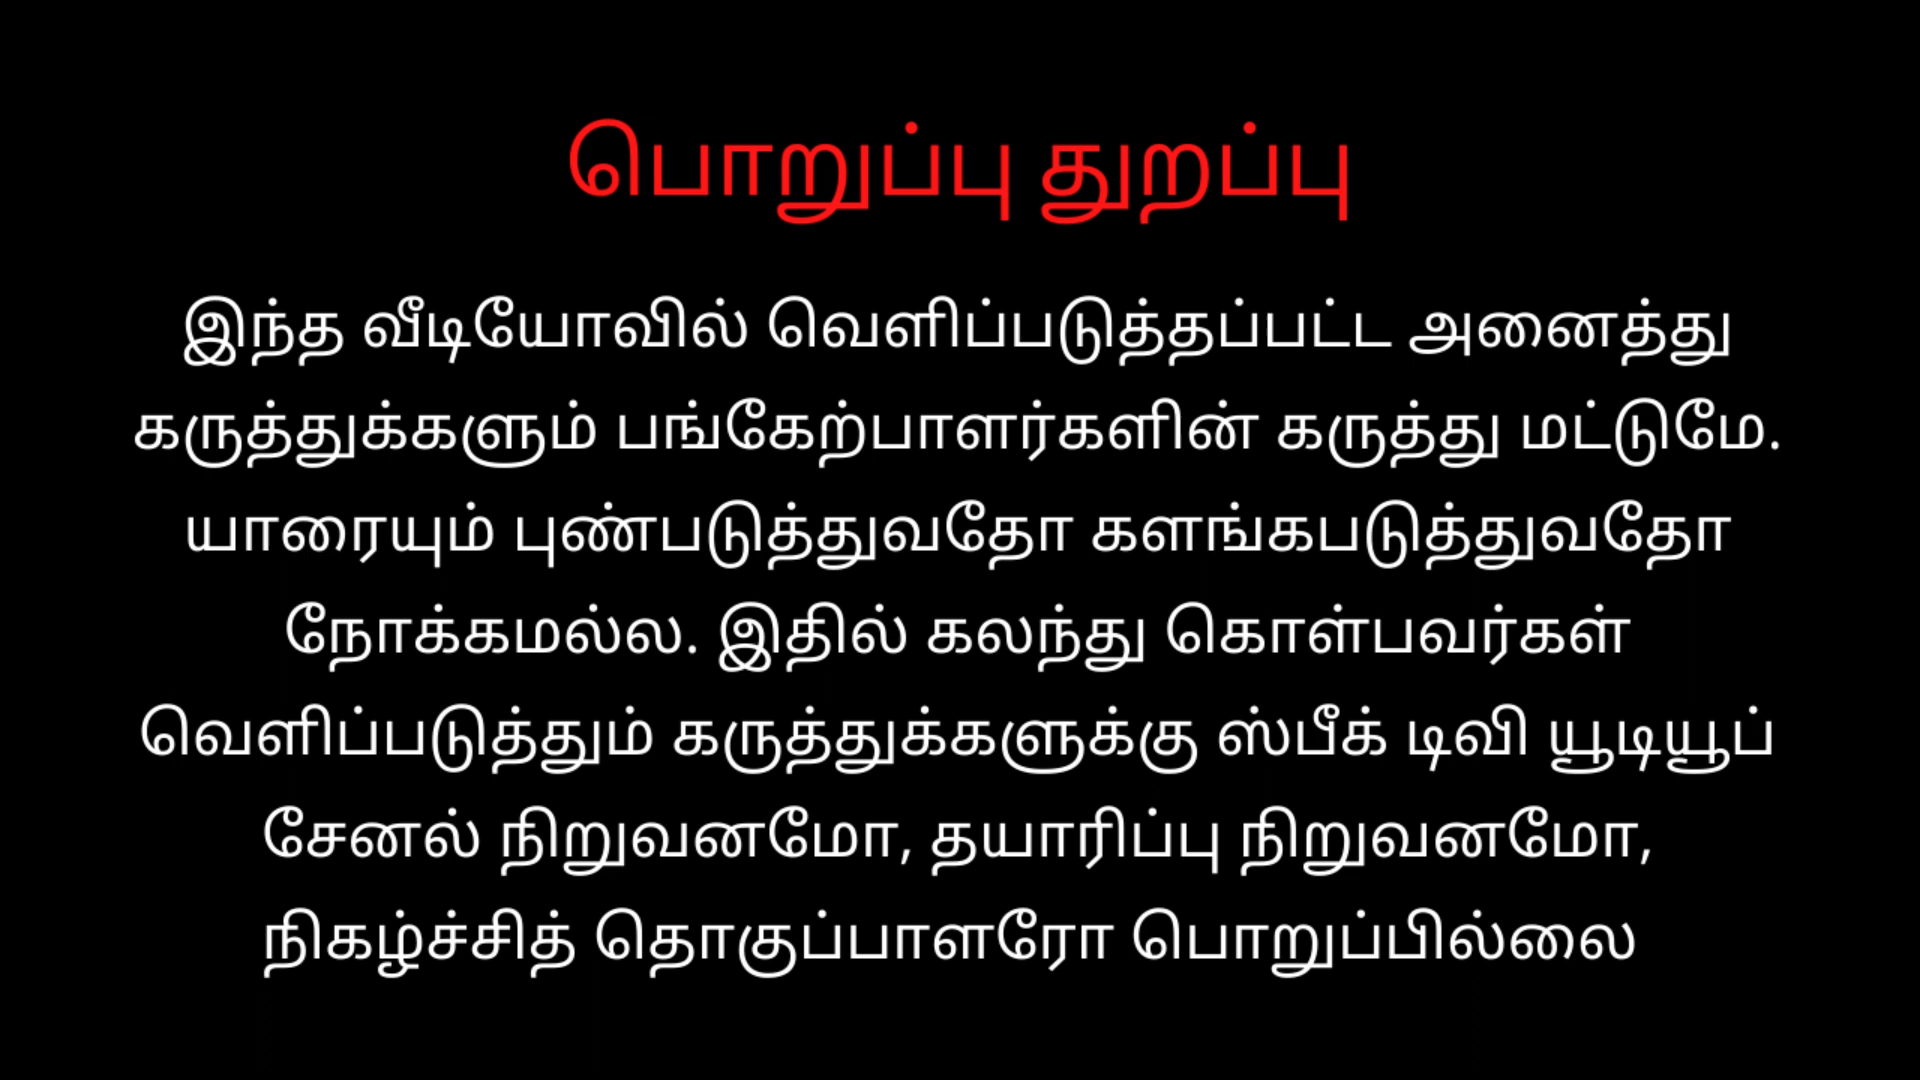 பொறுப்பு துறப்பு
இந்த வீடியோவில் வெளிப்படுத்தப்பட்ட அனைத்து
கருத்துக்களும் பங்கேற்பாளர்களின் கருத்து மட்டுமே.
யாரையும் புண்படுத்துவதோ களங்கபடுத்துவதோ
நோக்கமல்ல. இதில் கலந்து கொள்பவர்கள்
வெளிப்படுத்தும் கருத்துக்களுக்கு ஸ்பீக் டிவி யூடியூப்
சேனல் நிறுவனமோ, தயாரிப்பு நிறுவனமோ,
நிகழ்ச்சித் தொகுப்பாளரோ பொறுப்பில்லை